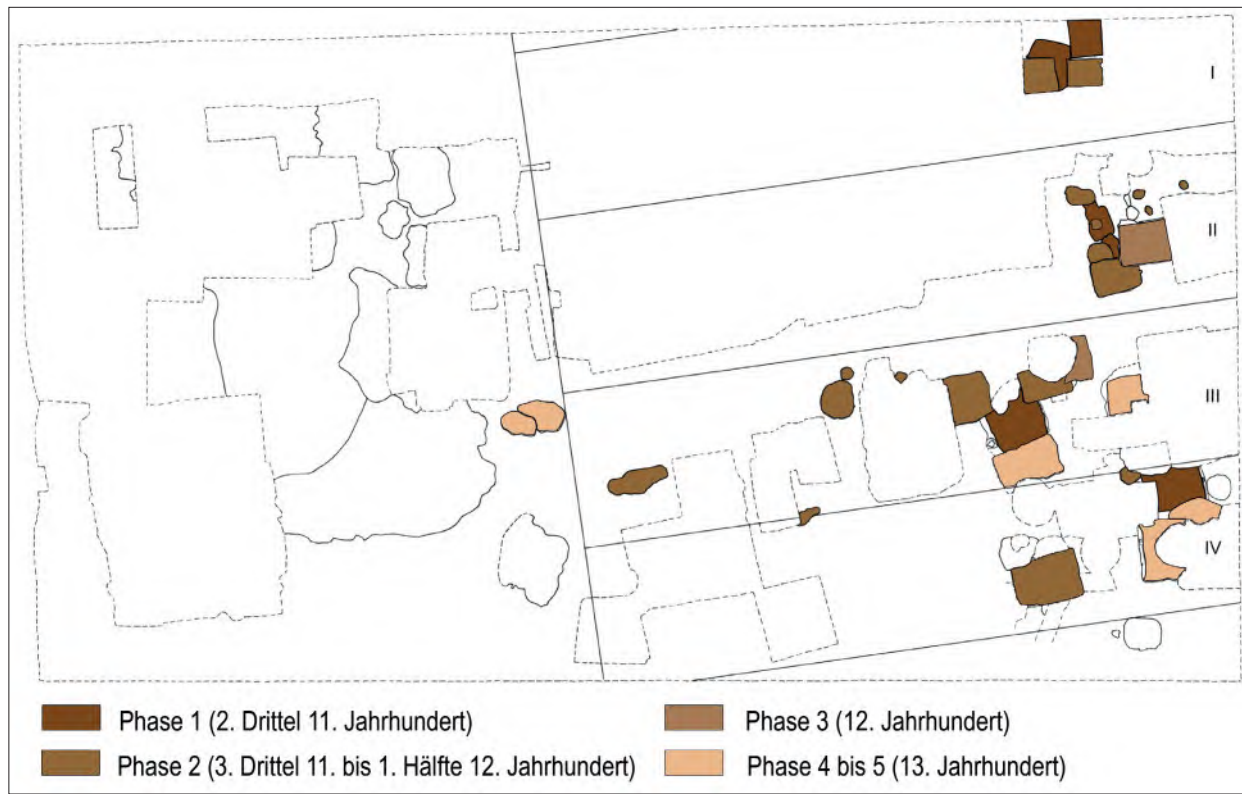 I
II
III
IV
Phase 1 (2. Drittel 11. Jahrhundert)
Phase 2 (3. Drittel 11. bis 1. Hälfte 12. Jahrhundert)
Phase 3 (12. Jahrhundert)
Phase 4 bis 5 (13. Jahrhundert)